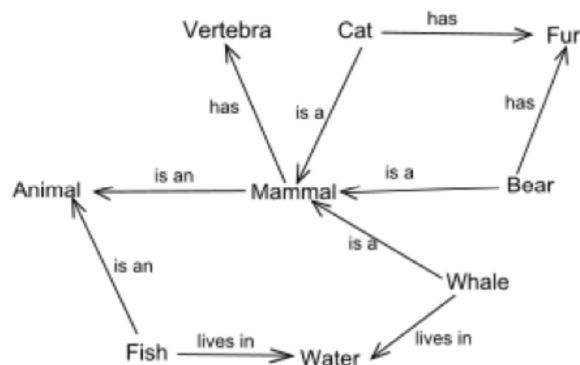 Vertebra
Cat
has
Fur
has
is a
has
Animal
is an
Mammal
is a
Bear
is an
is a
Whale
Fish
lives in
Water
lives in